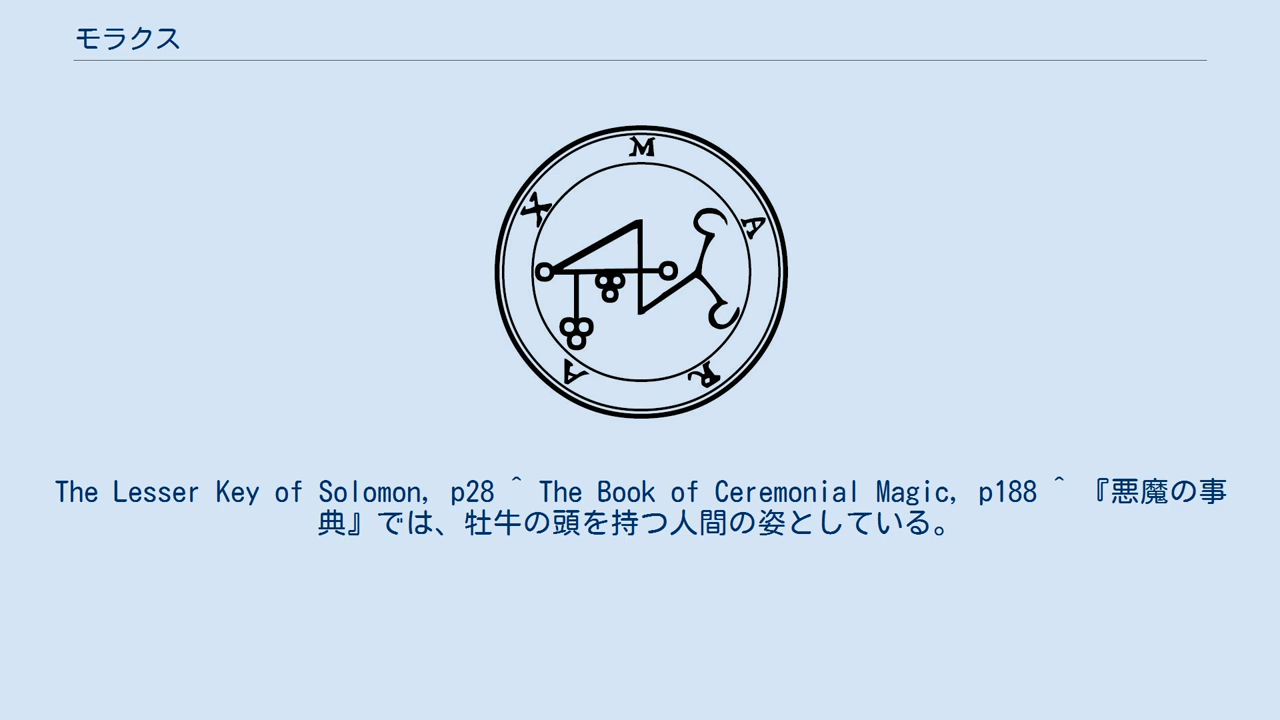 モラクス
M
A
R
A
X
The Lesser Key of Solomon, p28 ^ The Book of Ceremonial Magic, p188 ^ 『悪魔の事
典』では、牡牛の頭を持つ人間の姿としている。